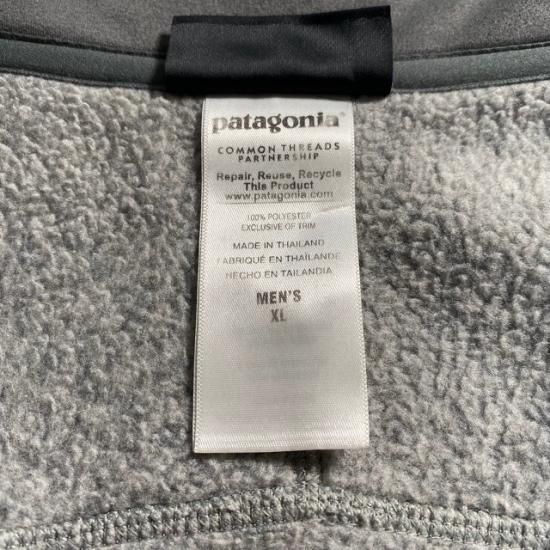 patagonia®
COMMON THREADS
PARTNERSHIP
Repair, Reuse, Recycle
This Product
www.patagonia.com
100% POLYESTER
EXCLUSIVE OF TRIM
MADE IN THAILAND
FABRIQUÉ EN THAÏLANDE
HECHO EN TAILANDIA
MEN'S
XL